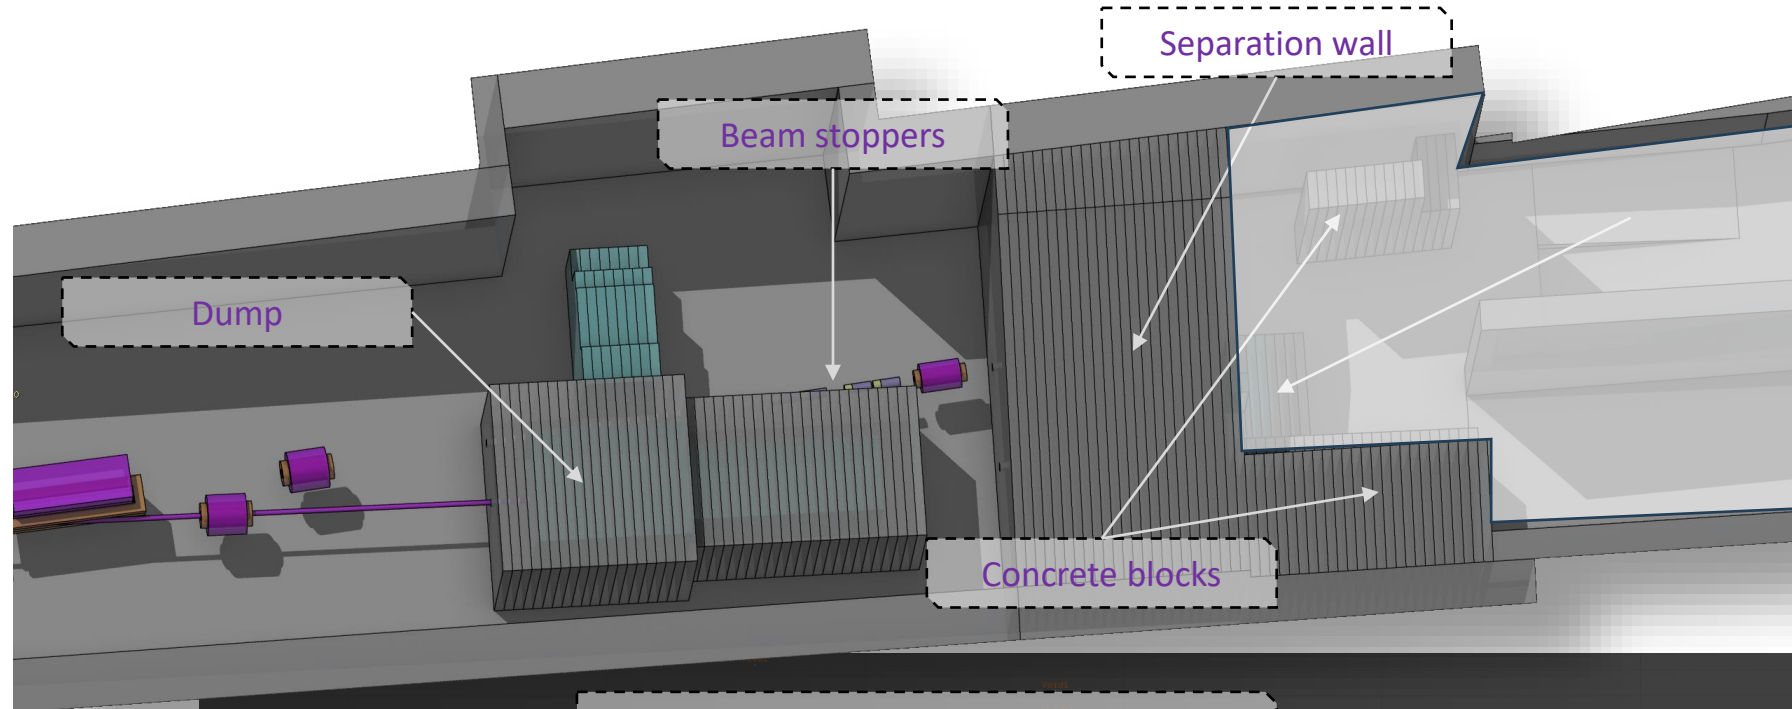 Separation wall
Beam stoppers
Dump
Concrete blocks